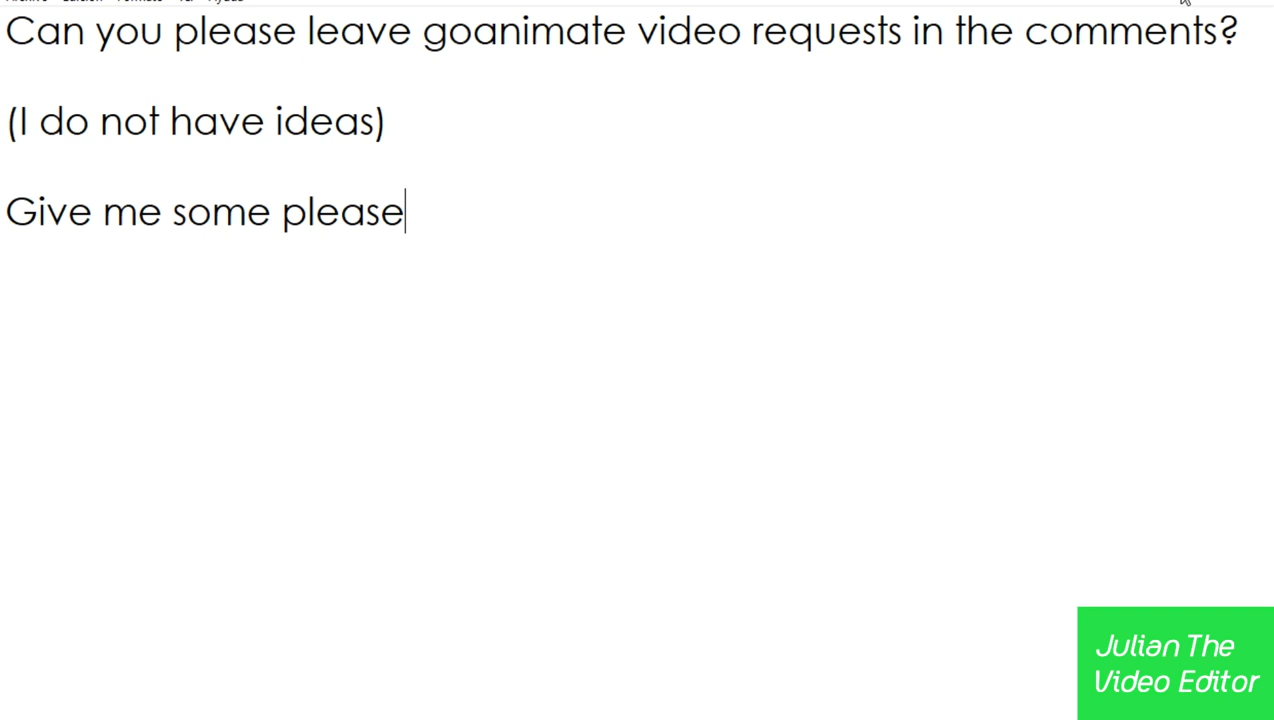 Can you please leave goanimate video requests in the comments?
(I do not have ideas)
Give me some please
Julian The
Video Editor